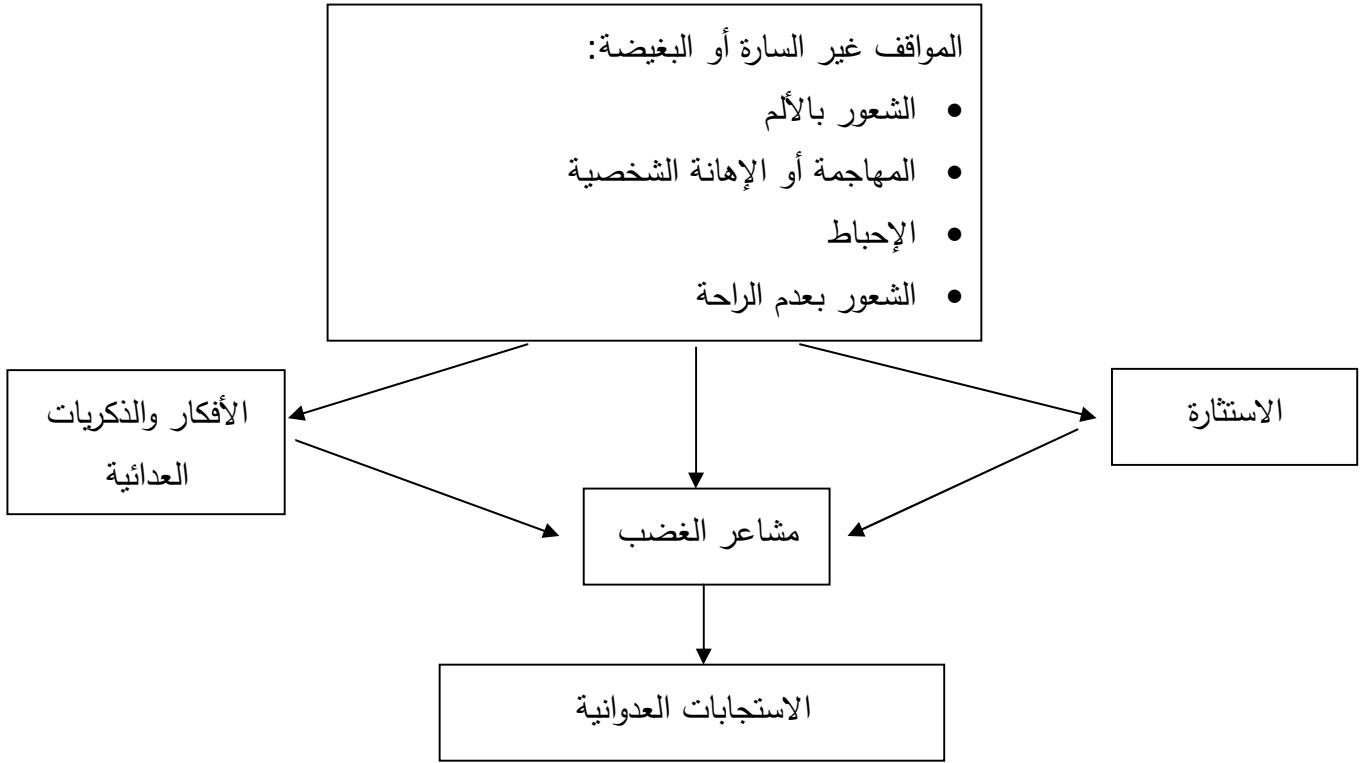 المواقف غير السارة أو البغيضة:
• الشعور بالألم
• المهاجمة أو الإهانة الشخصية
• الإحباط
• الشعور بعدم الراحة
الاستثارة
الأفكار والذكريات
العدائية
مشاعر الغضب
الاستجابات العدوانية